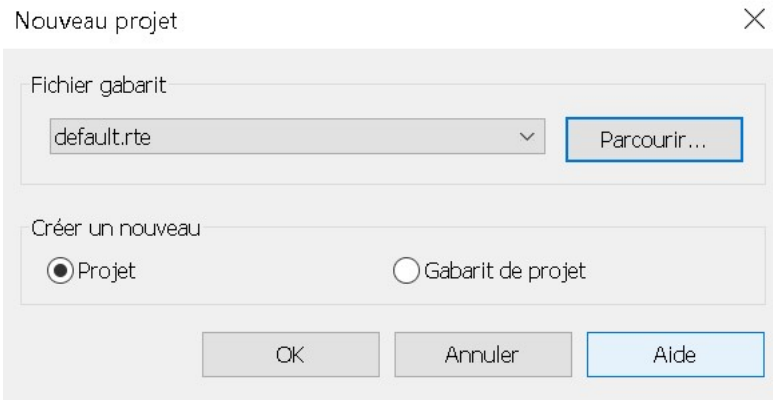 Nouveau projet
Fichier gabarit
default.rte
Parcourir...
Créer un nouveau
Projet
Gabarit de projet
OK
Annuler
Aide